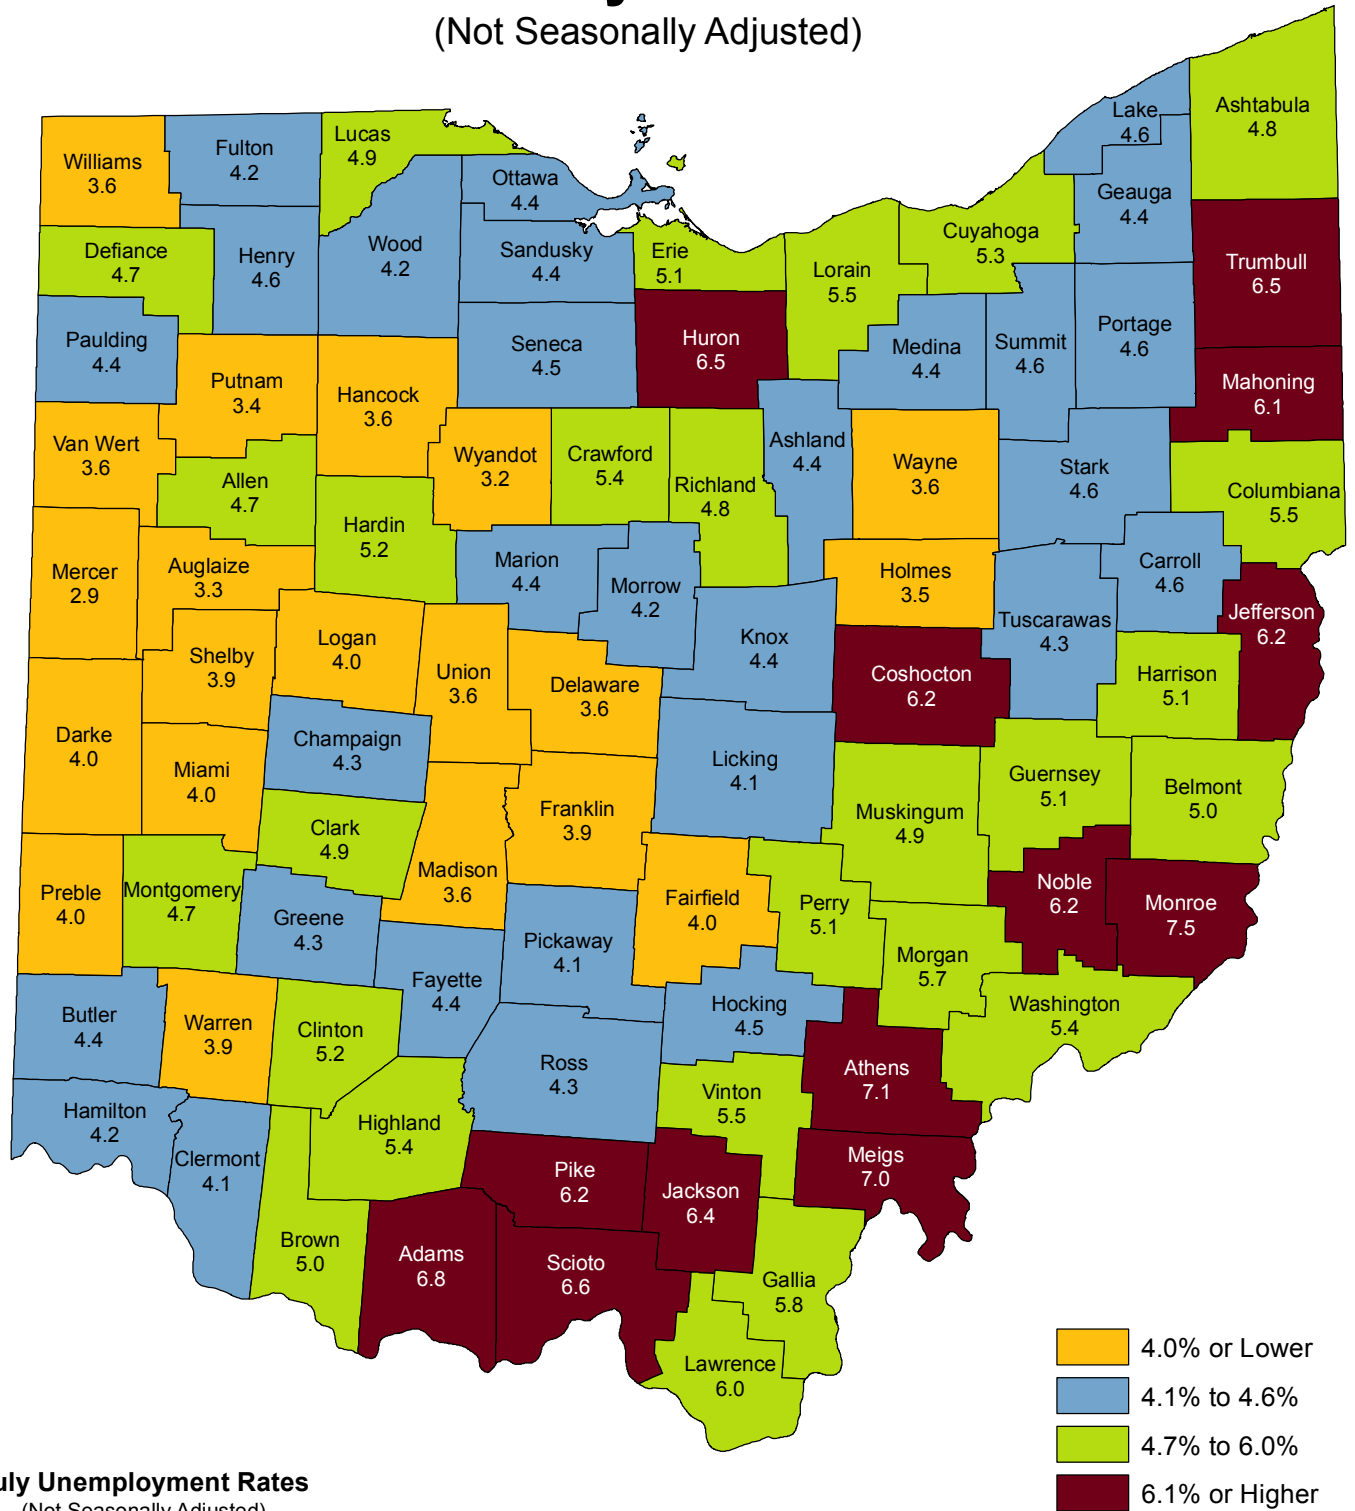 (Not Seasonally Adjusted)
Williams
3.6
Fulton
4.2
Lucas
4.9
Ottawa
4.4
Lake
4.6
Ashtabula
4.8
Geauga
4.4
Cuyahoga
5.3
Defiance
4.7
Henry
4.6
Wood
4.2
Sandusky
4.4
Erie
5.1
Lorain
5.5
Trumbull
6.5
Paulding
4.4
Seneca
4.5
Huron
6.5
Medina
4.4
Summit
4.6
Portage
4.6
Mahoning
6.1
Putnam
3.4
Hancock
3.6
Van Wert
3.6
Allen
4.7
Wyandot
3.2
Crawford
5.4
Richland
4.8
Ashland
4.4
Wayne
3.6
Stark
4.6
Columbiana
5.5
Hardin
5.2
Mercer
2.9
Auglaize
3.3
Marion
4.4
Morrow
4.2
Holmes
3.5
Carroll
4.6
Tuscarawas
4.3
Jefferson
6.2
Shelby
3.9
Logan
4.0
Union
3.6
Delaware
3.6
Knox
4.4
Coshocton
6.2
Harrison
5.1
Darke
4.0
Miami
4.0
Champaign
4.3
Licking
4.1
Guernsey
5.1
Belmont
5.0
Clark
4.9
Madison
3.6
Franklin
3.9
Muskingum
4.9
Preble
4.0
Montgomery
4.7
Greene
4.3
Fairfield
4.0
Perry
5.1
Noble
6.2
Monroe
7.5
Fayette
4.4
Pickaway
4.1
Morgan
5.7
Washington
5.4
Butler
4.4
Warren
3.9
Clinton
5.2
Hocking
4.5
Ross
4.3
Athens
7.1
Vinton
5.5
Hamilton
4.2
Clermont
4.1
Highland
5.4
Pike
6.2
Jackson
6.4
Meigs
7.0
Brown
5.0
Adams
6.8
Scioto
6.6
Gallia
5.8
Lawrence
6.0
4.0% or Lower
4.1% to 4.6%
4.7% to 6.0%
6.1% or Higher
uly Unemployment Rates
(Not Seasonally Adjusted)